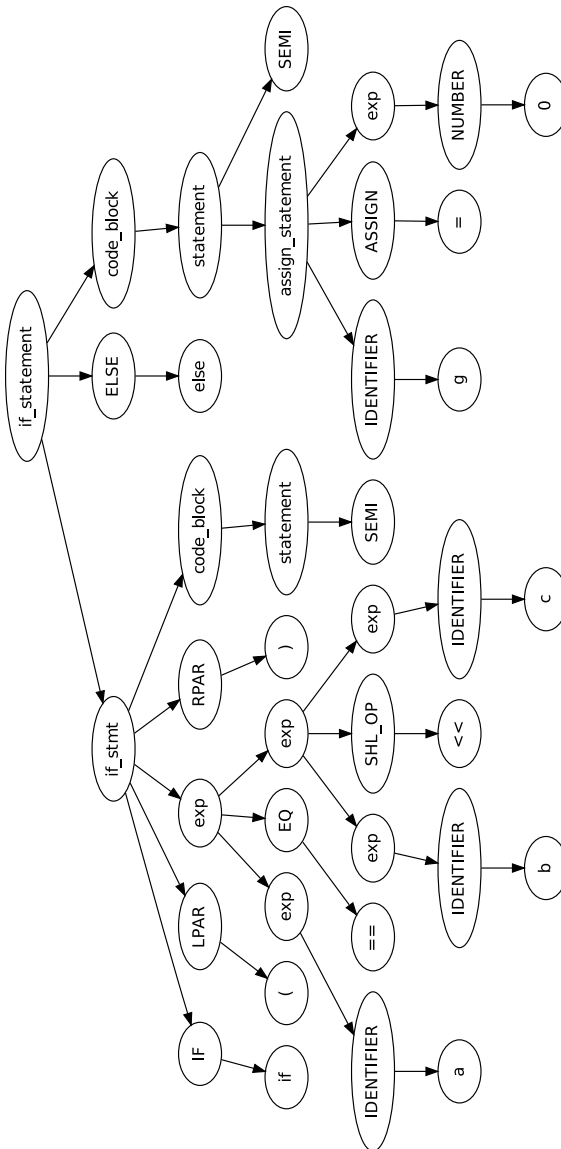 if_statement
if_stmt
ELSE
code_block
IF
LPAR
exp
RPAR
code_block
else
statement
if
(
exp
EQ
exp
)
statement
assign_statement
SEMI
IDENTIFIER
==
exp
SHL_OP
exp
SEMI
IDENTIFIER
ASSIGN
exp
a
IDENTIFIER
<<
IDENTIFIER
g
=
NUMBER
b
c
0